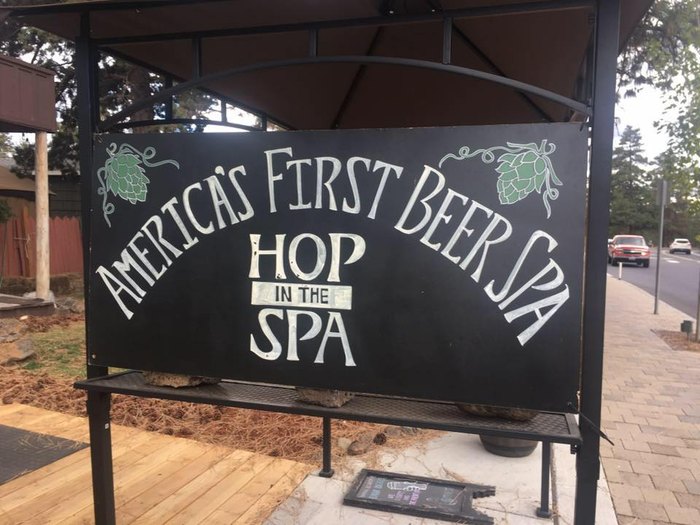 AMERICA'S FIRST BEER SPA
HOP
IN THE
SPA